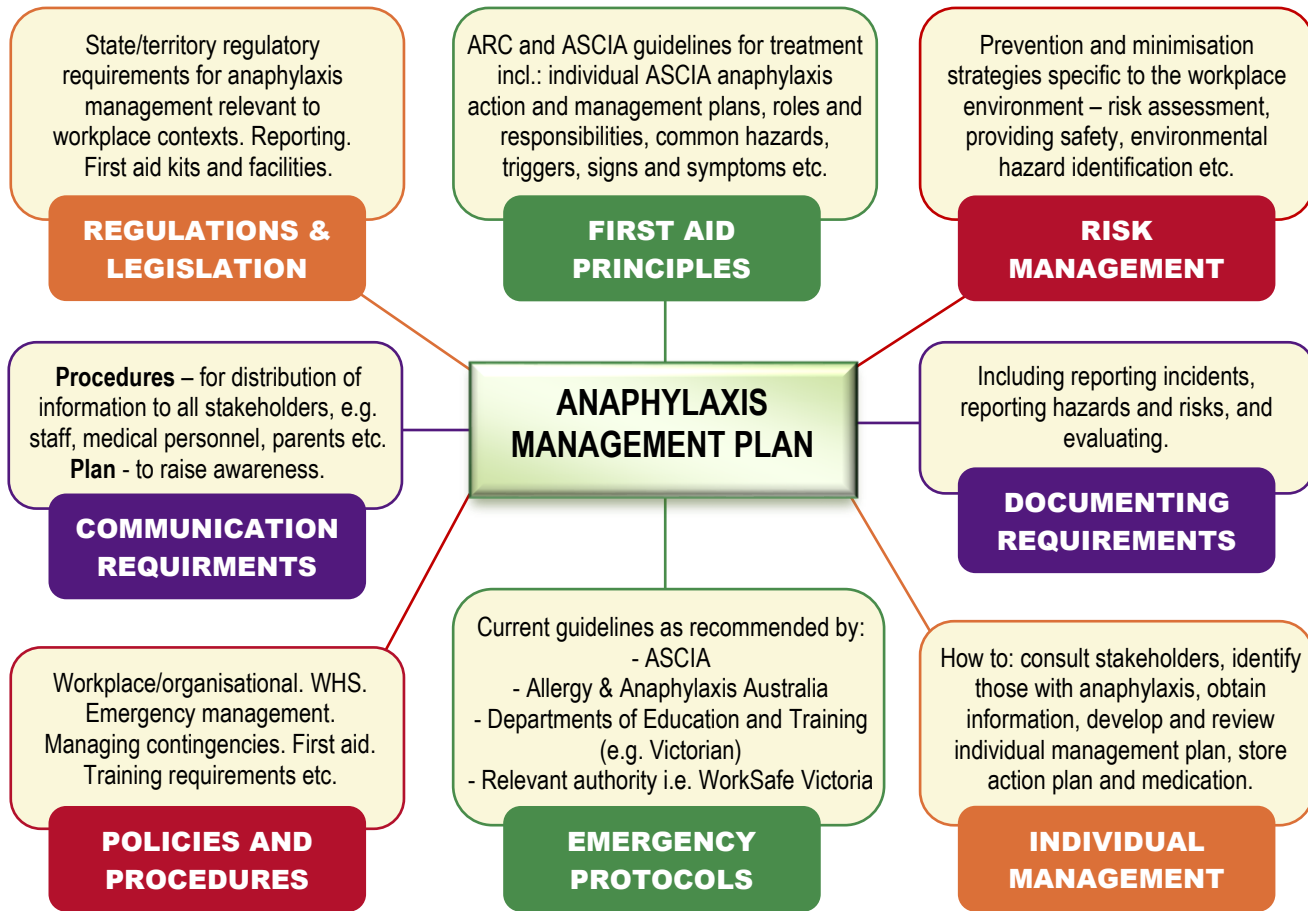 State/territory regulatory
requirements for anaphylaxis
management relevant to
workplace contexts. Reporting.
First aid kits and facilities.
REGULATIONS &
LEGISLATION
ARC and ASCIA guidelines for treatment
incl.: individual ASCIA anaphylaxis
action and management plans, roles and
responsibilities, common hazards,
triggers, signs and symptoms etc.
FIRST AID
PRINCIPLES
Prevention and minimisation
strategies specific to the workplace
environment – risk assessment,
providing safety, environmental
hazard identification etc.
RISK
MANAGEMENT
Procedures – for distribution of
information to all stakeholders, e.g.
staff, medical personnel, parents etc.
Plan - to raise awareness.
COMMUNICATION
REQUIRMENTS
ANAPHYLAXIS
MANAGEMENT PLAN
Including reporting incidents,
reporting hazards and risks, and
evaluating.
DOCUMENTING
REQUIREMENTS
Workplace/organisational. WHS.
Emergency management.
Managing contingencies. First aid.
Training requirements etc.
POLICIES AND
PROCEDURES
Current guidelines as recommended by:
- ASCIA
- Allergy & Anaphylaxis Australia
- Departments of Education and Training
(e.g. Victorian)
- Relevant authority i.e. WorkSafe Victoria
EMERGENCY
PROTOCOLS
How to: consult stakeholders, identify
those with anaphylaxis, obtain
information, develop and review
individual management plan, store
action plan and medication.
INDIVIDUAL
MANAGEMENT